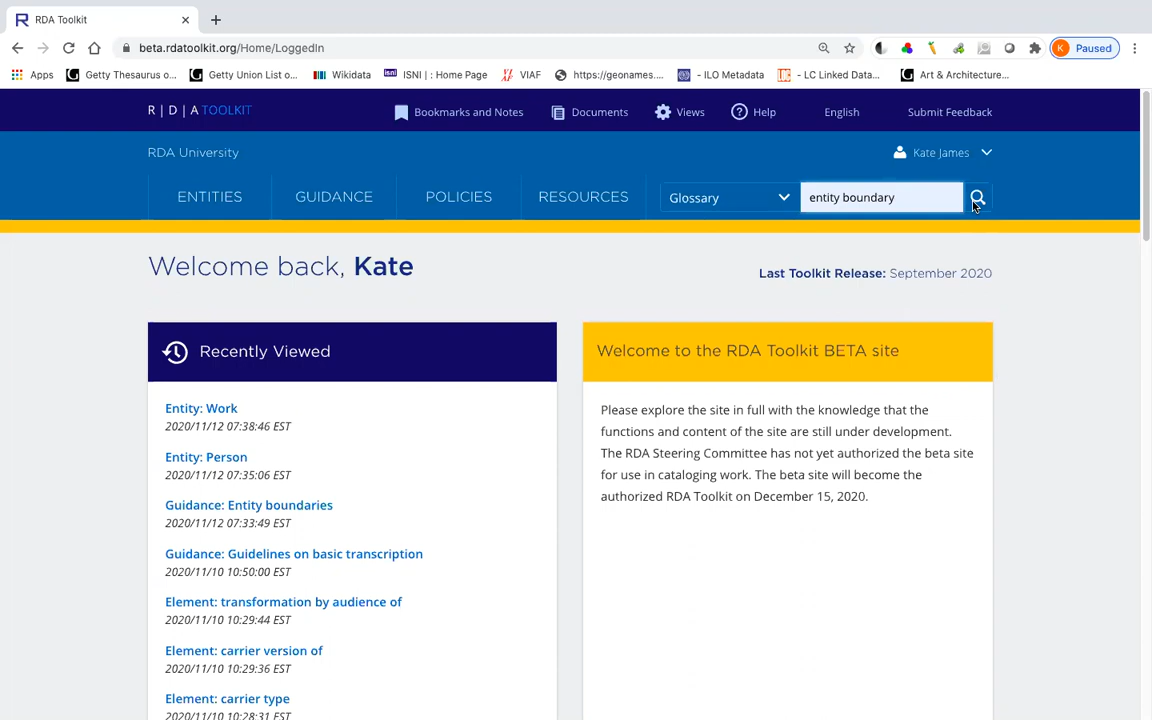 RDA Toolkit
beta.rdatoolkit.org/Home/LoggedIn
K Paused
Apps Getty Thesaurus o... Getty Union List o... Wikidata ISNI | : Home Page VIAF https://geonames.... - ILO Metadata - LC Linked Data... Art & Architecture...
R | D | A TOOLKIT Bookmarks and Notes Documents Views Help English Submit Feedback
RDA University Kate James
ENTITIES GUIDANCE POLICIES RESOURCES Glossary entity boundary
Welcome back, Kate
Last Toolkit Release: September 2020
Recently Viewed
Entity: Work
2020/11/12 07:38:46 EST
Entity: Person
2020/11/12 07:35:06 EST
Guidance: Entity boundaries
2020/11/12 07:33:49 EST
Guidance: Guidelines on basic transcription
2020/11/10 10:50:00 EST
Element: transformation by audience of
2020/11/10 10:29:44 EST
Element: carrier version of
2020/11/10 10:29:36 EST
Element: carrier type
2020/11/10 10:28:31 EST
Welcome to the RDA Toolkit BETA site
Please explore the site in full with the knowledge that the
functions and content of the site are still under development.
The RDA Steering Committee has not yet authorized the beta site
for use in cataloging work. The beta site will become the
authorized RDA Toolkit on December 15, 2020.